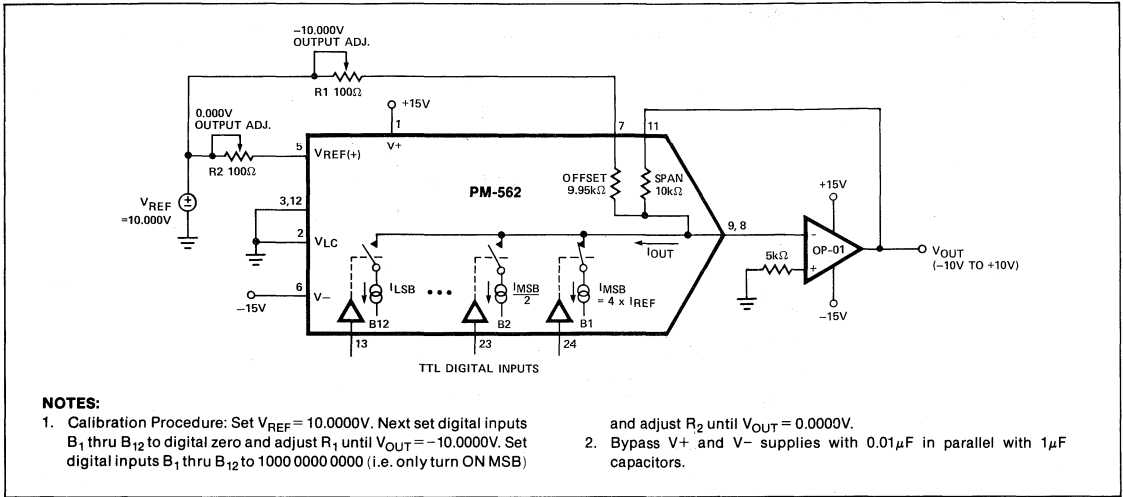 −10.000V
OUTPUT ADJ.
R1 100Ω
+15V
0.000V
OUTPUT ADJ.
1
V+
7
11
5
VREF(+)
R2 100Ω
OFFSET
9.95kΩ
SPAN
10kΩ
PM-562
+15V
VREF
=10.000V
3,12
2
VLC
9, 8
−
OP-01
+
5kΩ
VOUT
(−10V TO +10V)
IOUT
6
V−
−15V
ILSB
•••
IMSB
2
IMSB
= 4 x IREF
−15V
B12
B2
B1
13
23
24
TTL DIGITAL INPUTS
NOTES:
1. Calibration Procedure: Set VREF= 10.0000V. Next set digital inputs
B1 thru B12 to digital zero and adjust R1 until VOUT=−10.0000V. Set
digital inputs B1 thru B12 to 1000 0000 0000 (i.e. only turn ON MSB)
and adjust R2 until VOUT= 0.0000V.
2. Bypass V+ and V− supplies with 0.01μF in parallel with 1μF
capacitors.